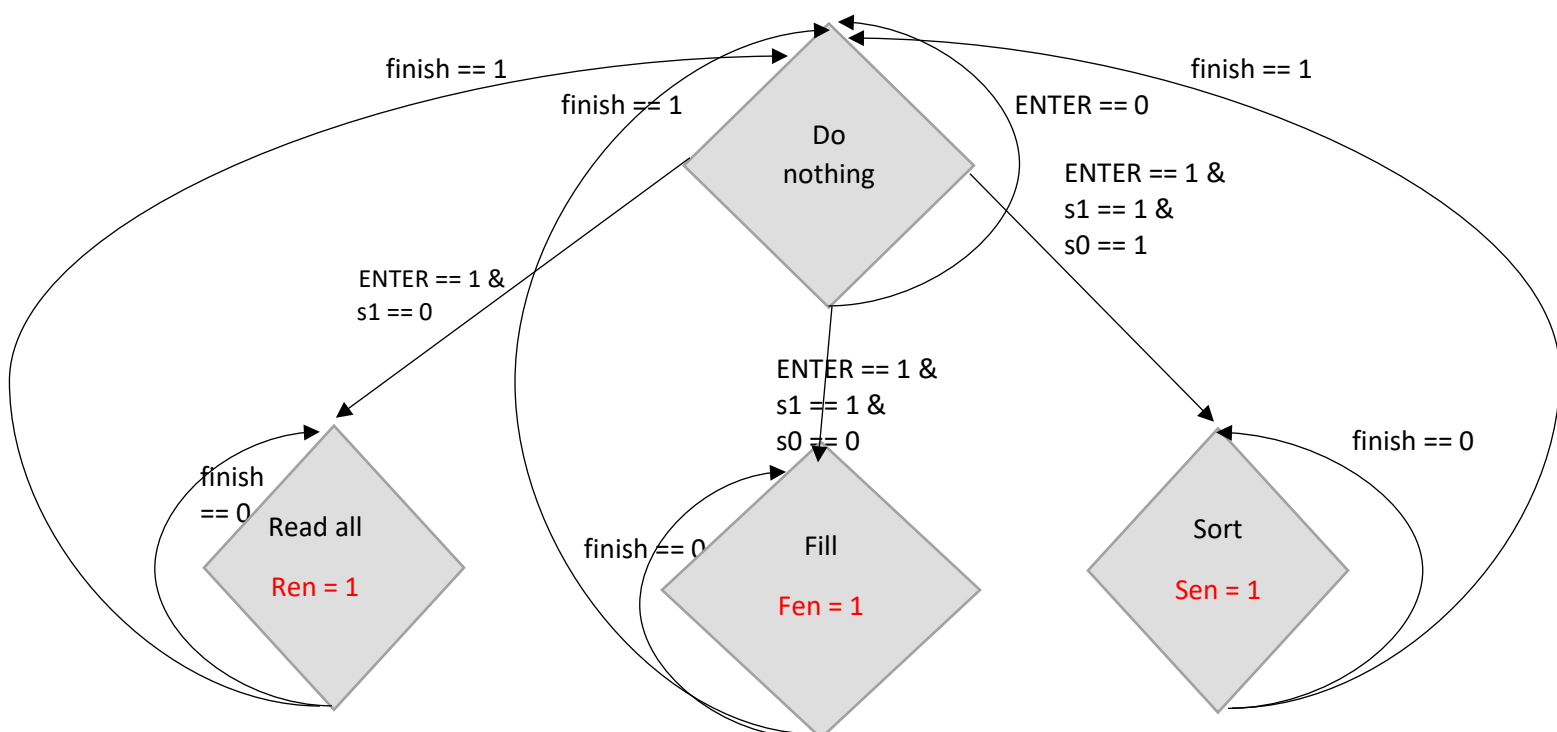 finish == 1
finish == 1
finish == 1
ENTER == 0
Do
nothing
ENTER == 1 &
s1 == 1 &
s0 == 1
ENTER == 1 &
s1 == 0
ENTER == 1 &
s1 == 1 &
s0 == 0
finish == 0
finish
== 0
Read all
Ren = 1
finish == 0
Fill
Fen = 1
Sort
Sen = 1